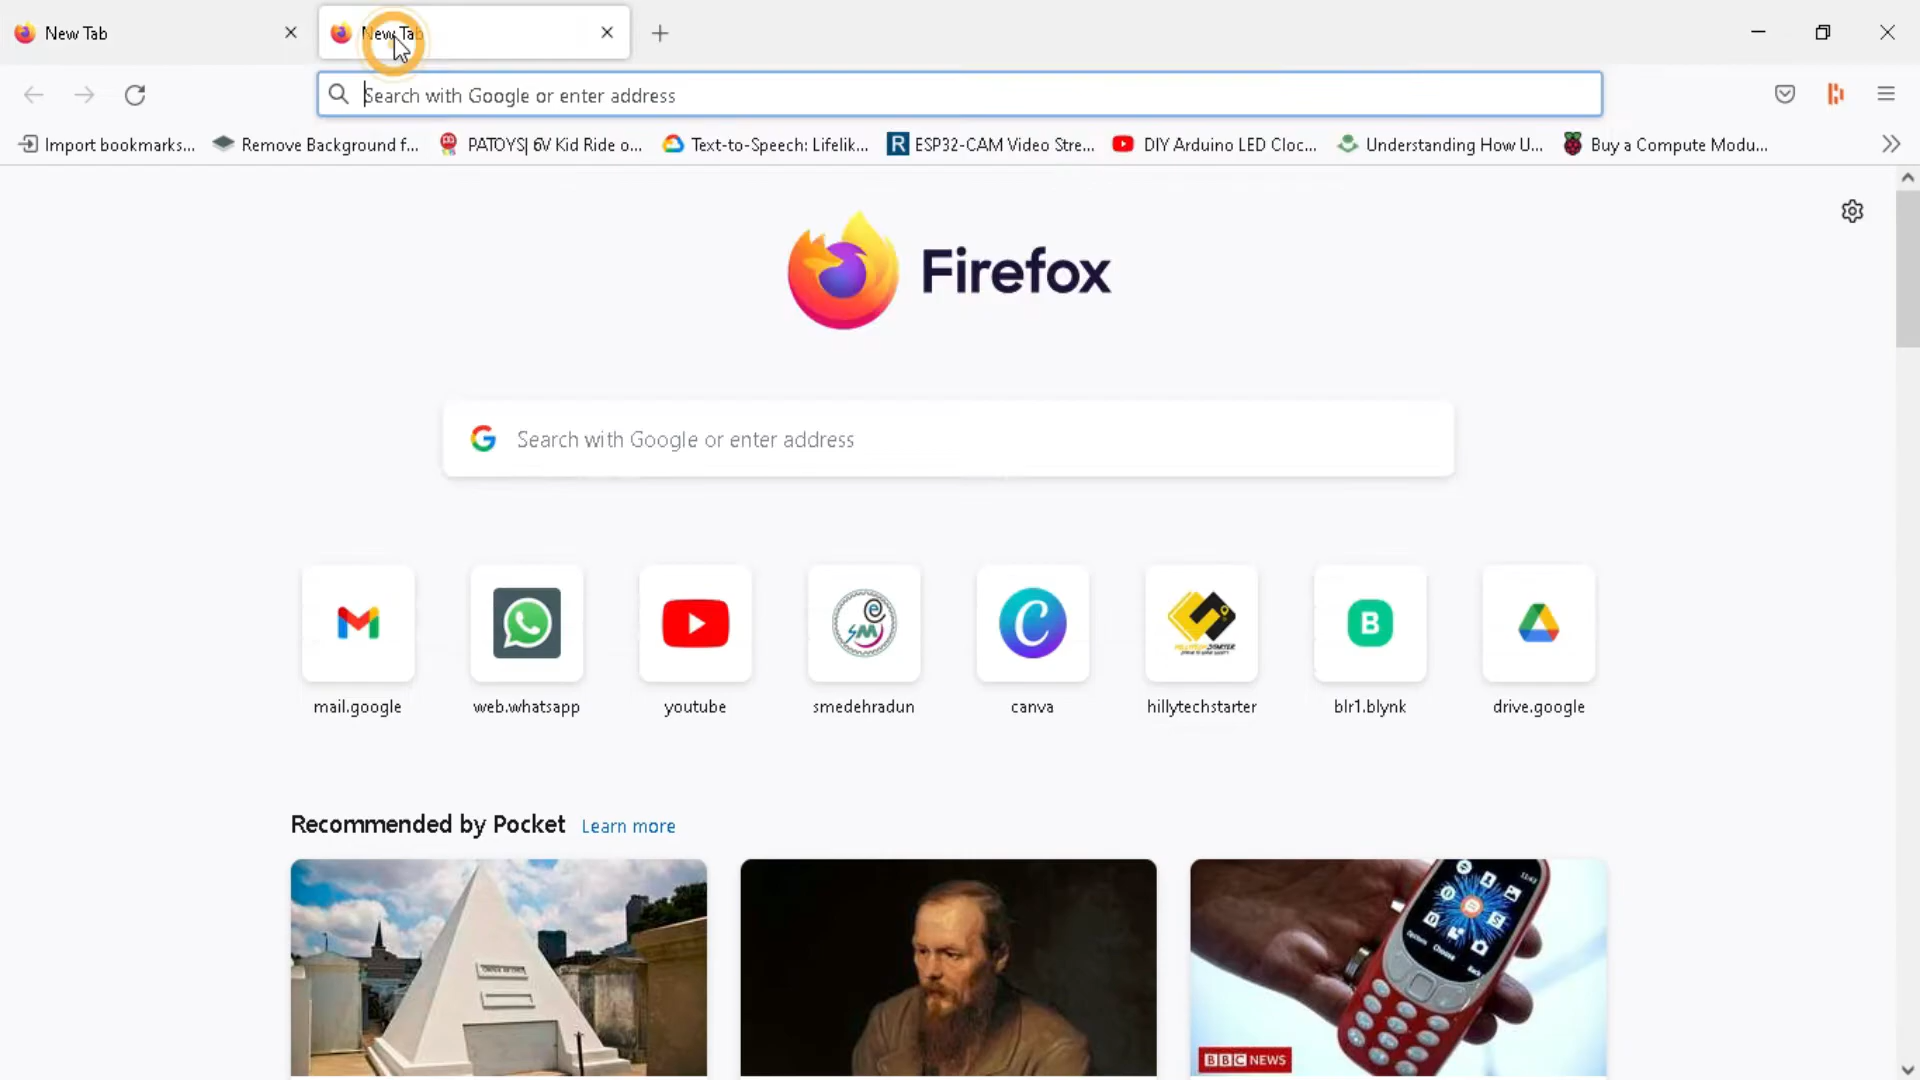 New Tab
New Tab
Search with Google or enter address
Import bookmarks...
Remove Background f...
PATOYS| 6V Kid Ride o...
Text-to-Speech: Lifelik...
R
ESP32-CAM Video Stre...
DIY Arduino LED Cloc...
Understanding How U...
Buy a Compute Modu...
Firefox
Search with Google or enter address
mail.google
web.whatsapp
youtube
smedehradun
canva
hillytechstarter
B
blr1.blynk
drive.google
Recommended by Pocket
Learn more
BBC NEWS